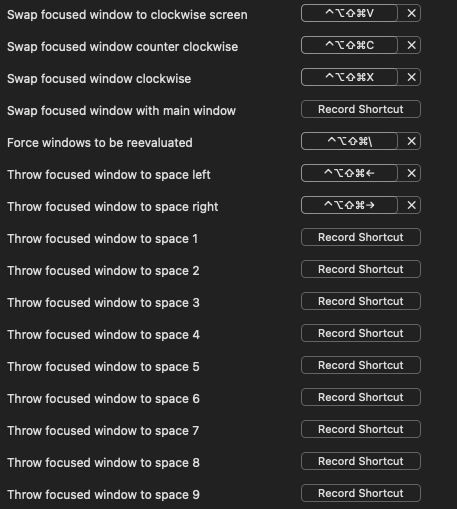 Swap focused window to clockwise screen ^⌥⇧⌘V ✕
Swap focused window counter clockwise ^⌥⇧⌘C ✕
Swap focused window clockwise ^⌥⇧⌘X ✕
Swap focused window with main window Record Shortcut
Force windows to be reevaluated ^⌥⇧⌘\ ✕
Throw focused window to space left ^⌥⇧⌘← ✕
Throw focused window to space right ^⌥⇧⌘→ ✕
Throw focused window to space 1 Record Shortcut
Throw focused window to space 2 Record Shortcut
Throw focused window to space 3 Record Shortcut
Throw focused window to space 4 Record Shortcut
Throw focused window to space 5 Record Shortcut
Throw focused window to space 6 Record Shortcut
Throw focused window to space 7 Record Shortcut
Throw focused window to space 8 Record Shortcut
Throw focused window to space 9 Record Shortcut